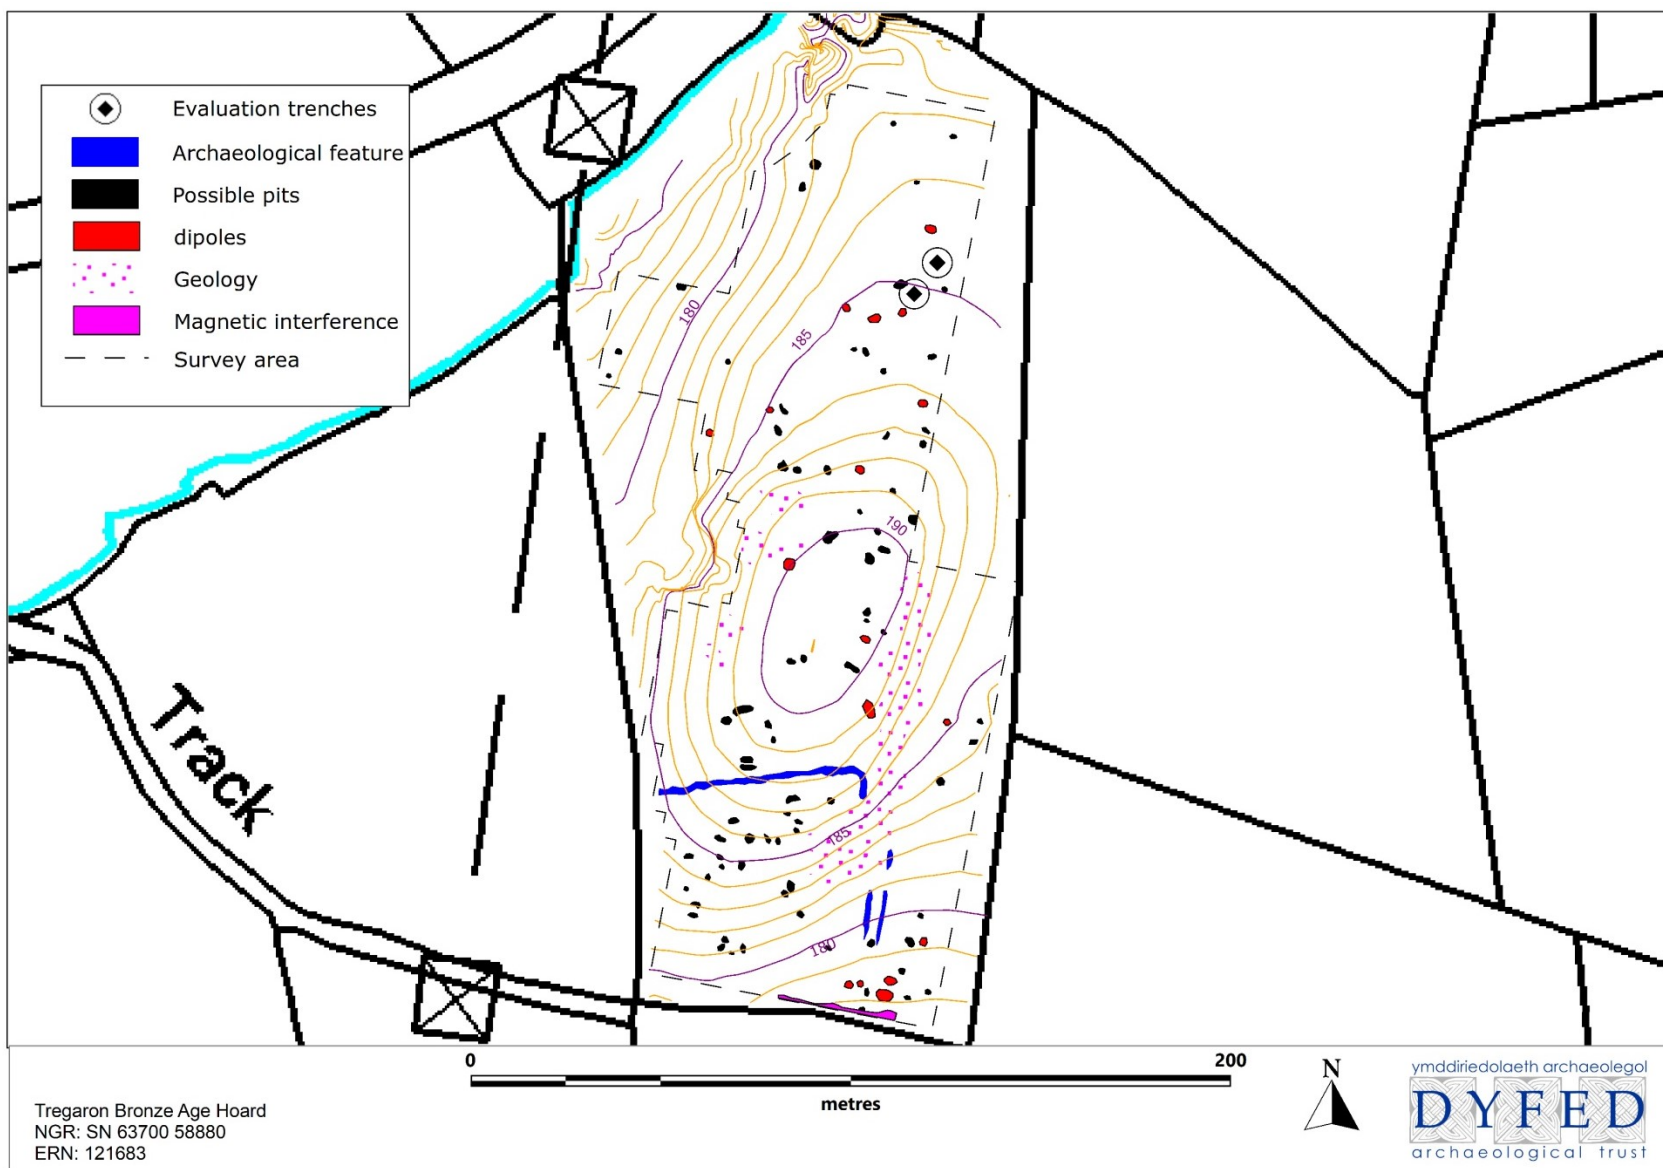 Evaluation trenches
Archaeological feature
Possible pits
dipoles
Geology
Magnetic interference
Survey area
180
185
190
Track
185
180
0
200
metres
N
Tregaron Bronze Age Hoard
NGR: SN 63700 58880
ERN: 121683
ymddiriedolaeth archaeolegol
DYFED
archaeological trust